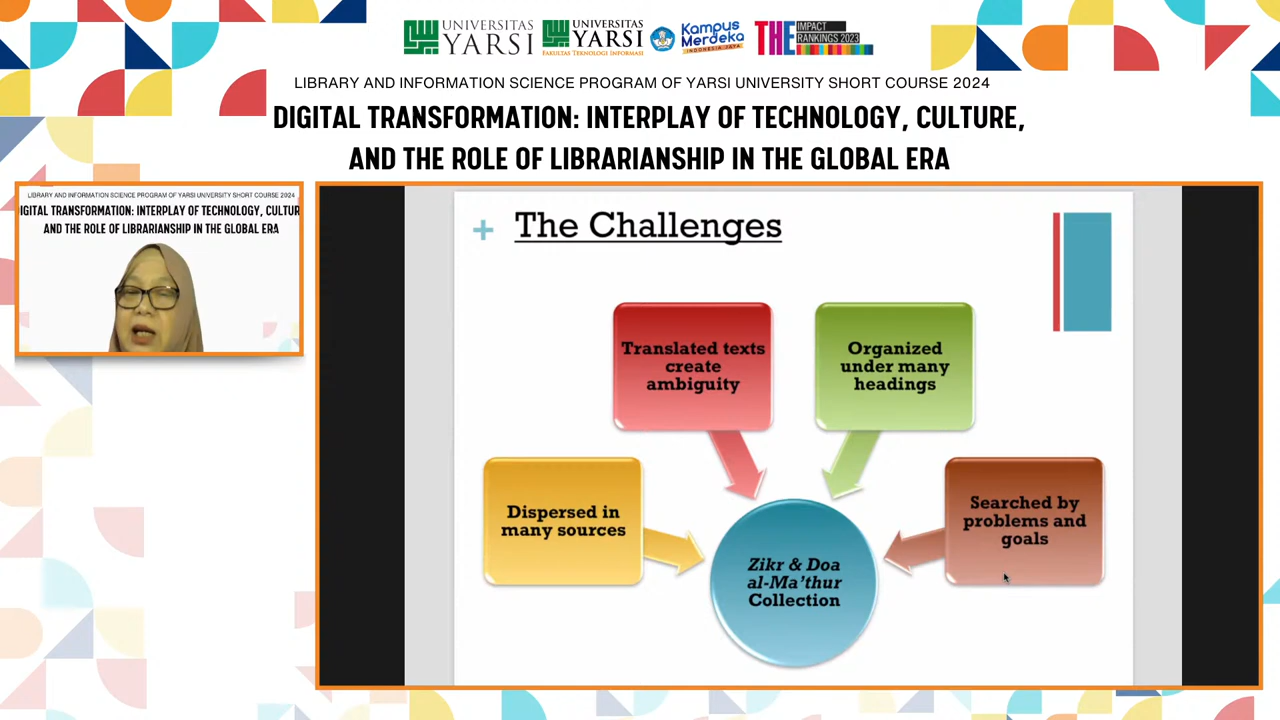 UNIVERSITAS
YARSI
UNIVERSITAS
YARSI
FAKULTAS TEKNOLOGI INFORMASI
Kampus
Merdeka
INDONESIA JAYA
THE
IMPACT
RANKINGS 2023
LIBRARY AND INFORMATION SCIENCE PROGRAM OF YARSI UNIVERSITY SHORT COURSE 2024
DIGITAL TRANSFORMATION: INTERPLAY OF TECHNOLOGY, CULTURE,
AND THE ROLE OF LIBRARIANSHIP IN THE GLOBAL ERA
LIBRARY AND INFORMATION SCIENCE PROGRAM OF YARSI UNIVERSITY SHORT COURSE 2024
IGITAL TRANSFORMATION: INTERPLAY OF TECHNOLOGY, CULTUR
AND THE ROLE OF LIBRARIANSHIP IN THE GLOBAL ERA
+ The Challenges
Translated texts
create
ambiguity
Organized
under many
headings
Dispersed in
many sources
Searched by
problems and
goals
Zikr & Doa
al-Ma'thur
Collection